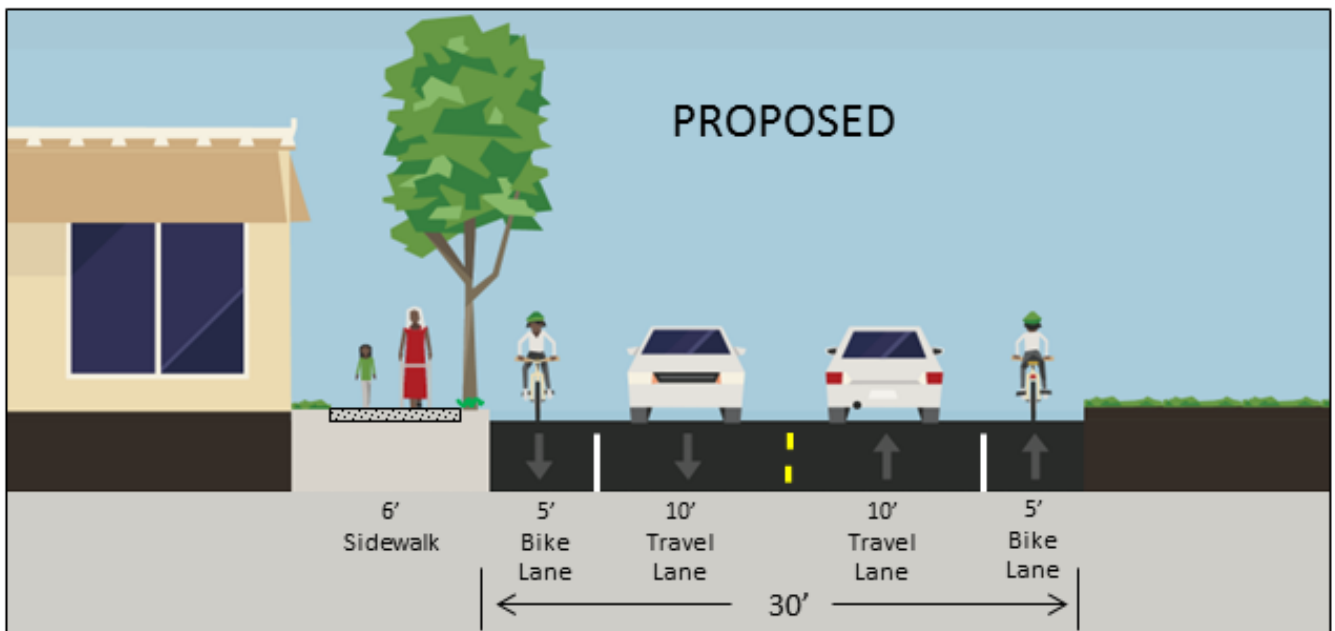 PROPOSED
6’
Sidewalk
5’
Bike
Lane
10’
Travel
Lane
10’
Travel
Lane
5’
Bike
Lane
30’